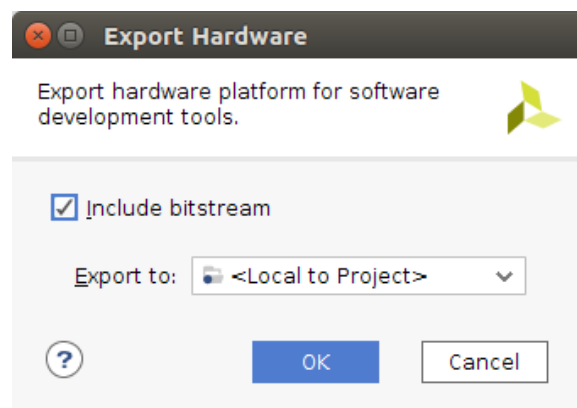 Export Hardware
Export hardware platform for software
development tools.
Include bitstream
Export to: <Local to Project>
?
OK Cancel